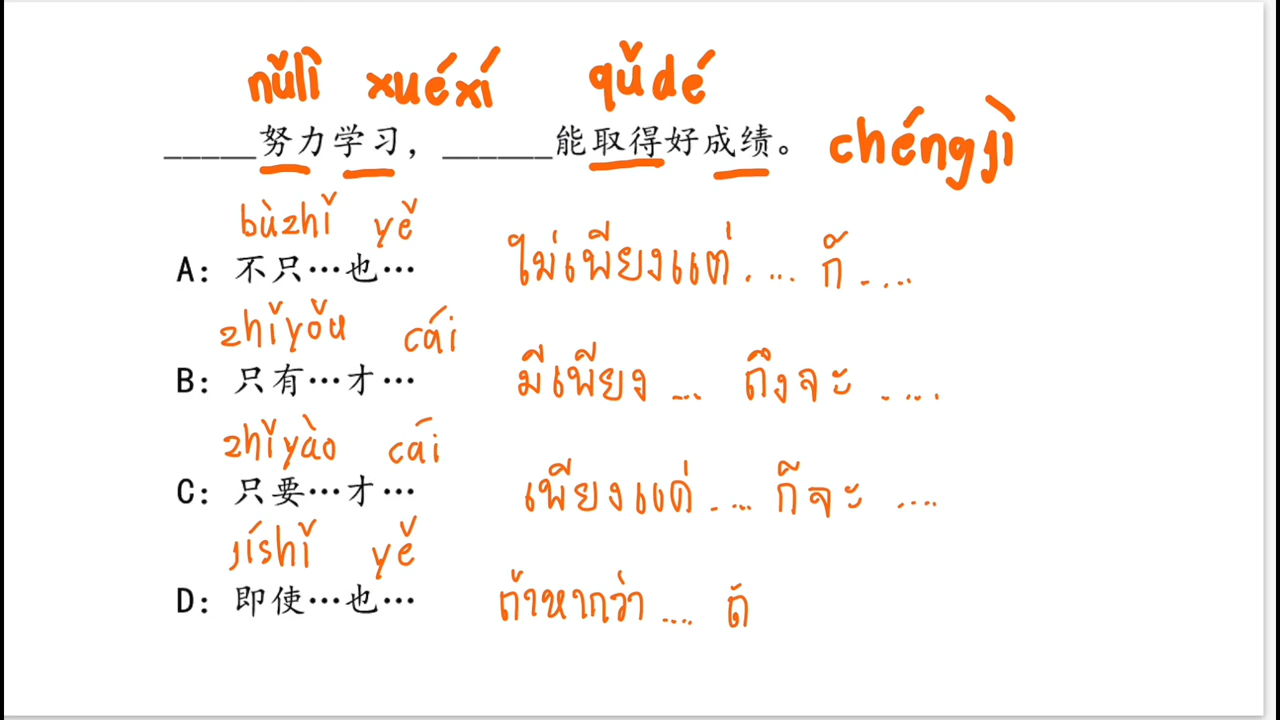 nǔlì xuéxí qǔdé
_____努力学习，______能取得好成绩。 chéngjì
bùzhǐ yě
A: 不只…也… ไม่เพียงแต่.... ก็....
zhǐyǒu cái
B: 只有…才… มีเพียง... ถึงจะ....
zhǐyào cái
C: 只要…才… เพียงแค่.... ก็จะ....
jíshǐ yě
D: 即使…也… ถ้าหากว่า....